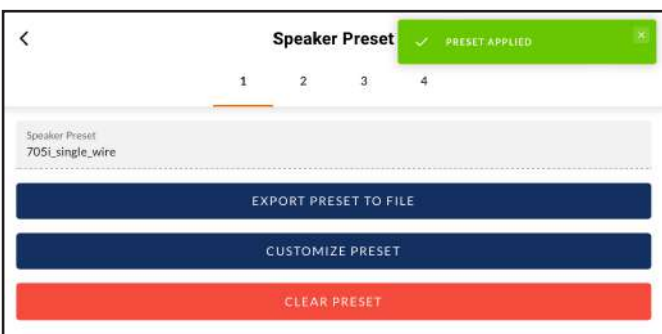 Speaker Preset
PRESET APPLIED
1 2 3 4
Speaker Preset
705i_single_wire
EXPORT PRESET TO FILE
CUSTOMIZE PRESET
CLEAR PRESET